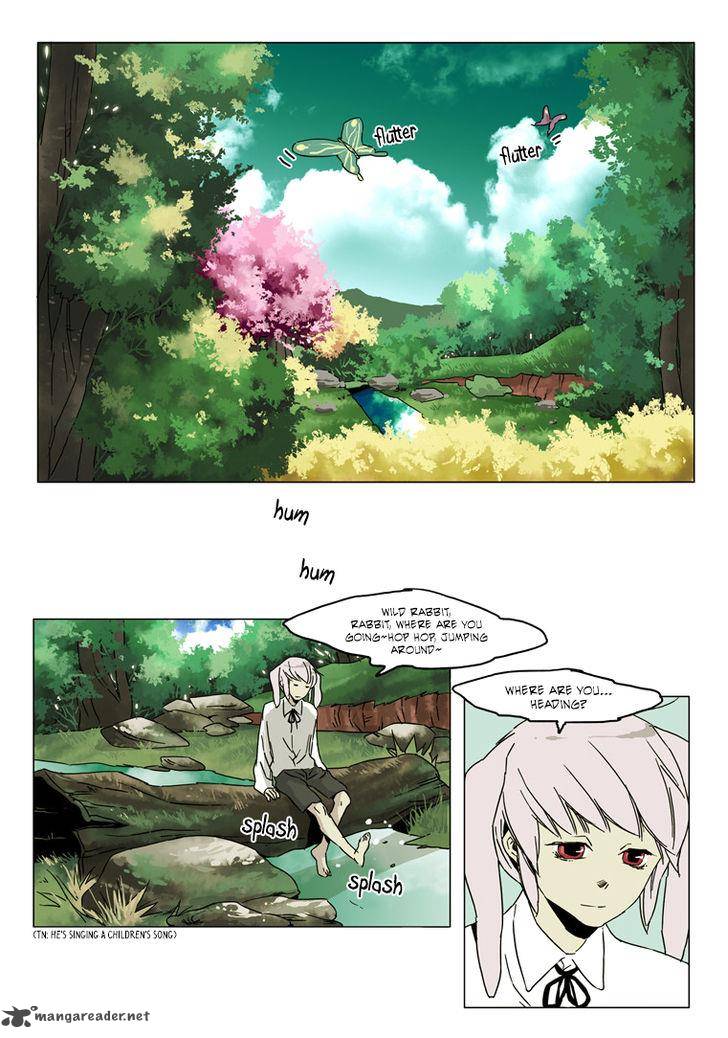 flutter
flutter
hum
hum
WILD RABBIT,
RABBIT, WHERE ARE YOU
GOING~HOP HOP, JUMPING
AROUND~
WHERE ARE YOU...
HEADING?
splash
splash
(TN: HE'S SINGING A CHILDREN'S SONG)
mangareader.net